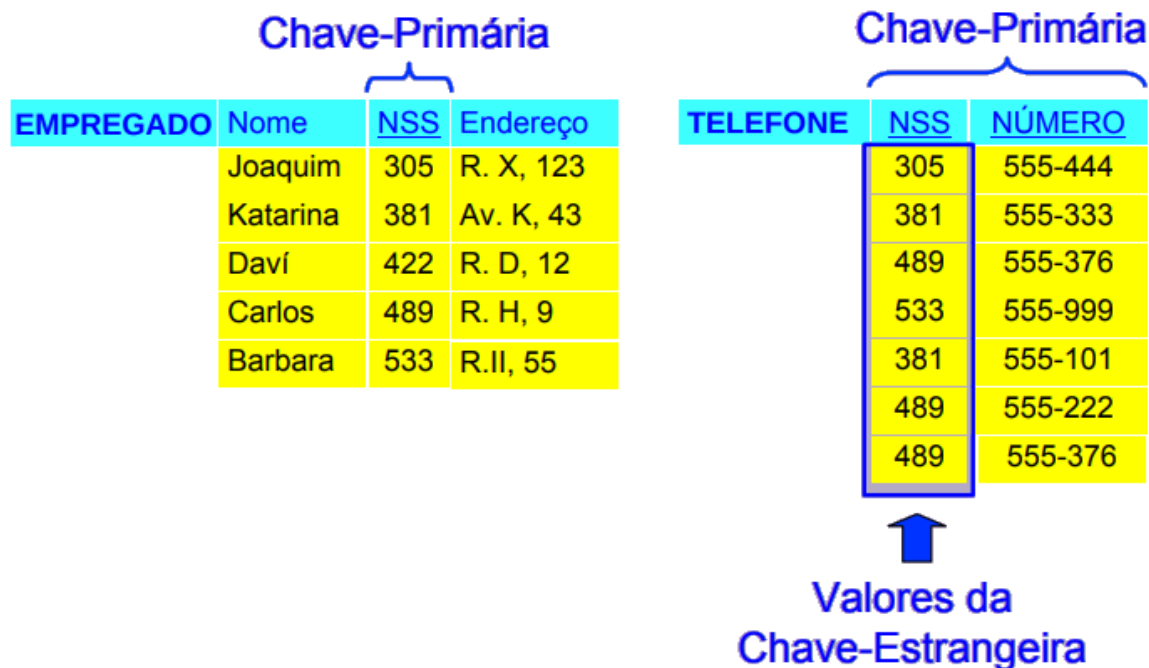 Chave-Primária
EMPREGADO Nome NSS Endereço
Joaquim 305 R. X, 123
Katarina 381 Av. K, 43
Daví 422 R. D, 12
Carlos 489 R. H, 9
Barbara 533 R.II, 55
Chave-Primária
TELEFONE NSS NÚMERO
305 555-444
381 555-333
489 555-376
533 555-999
381 555-101
489 555-222
489 555-376
Valores da
Chave-Estrangeira